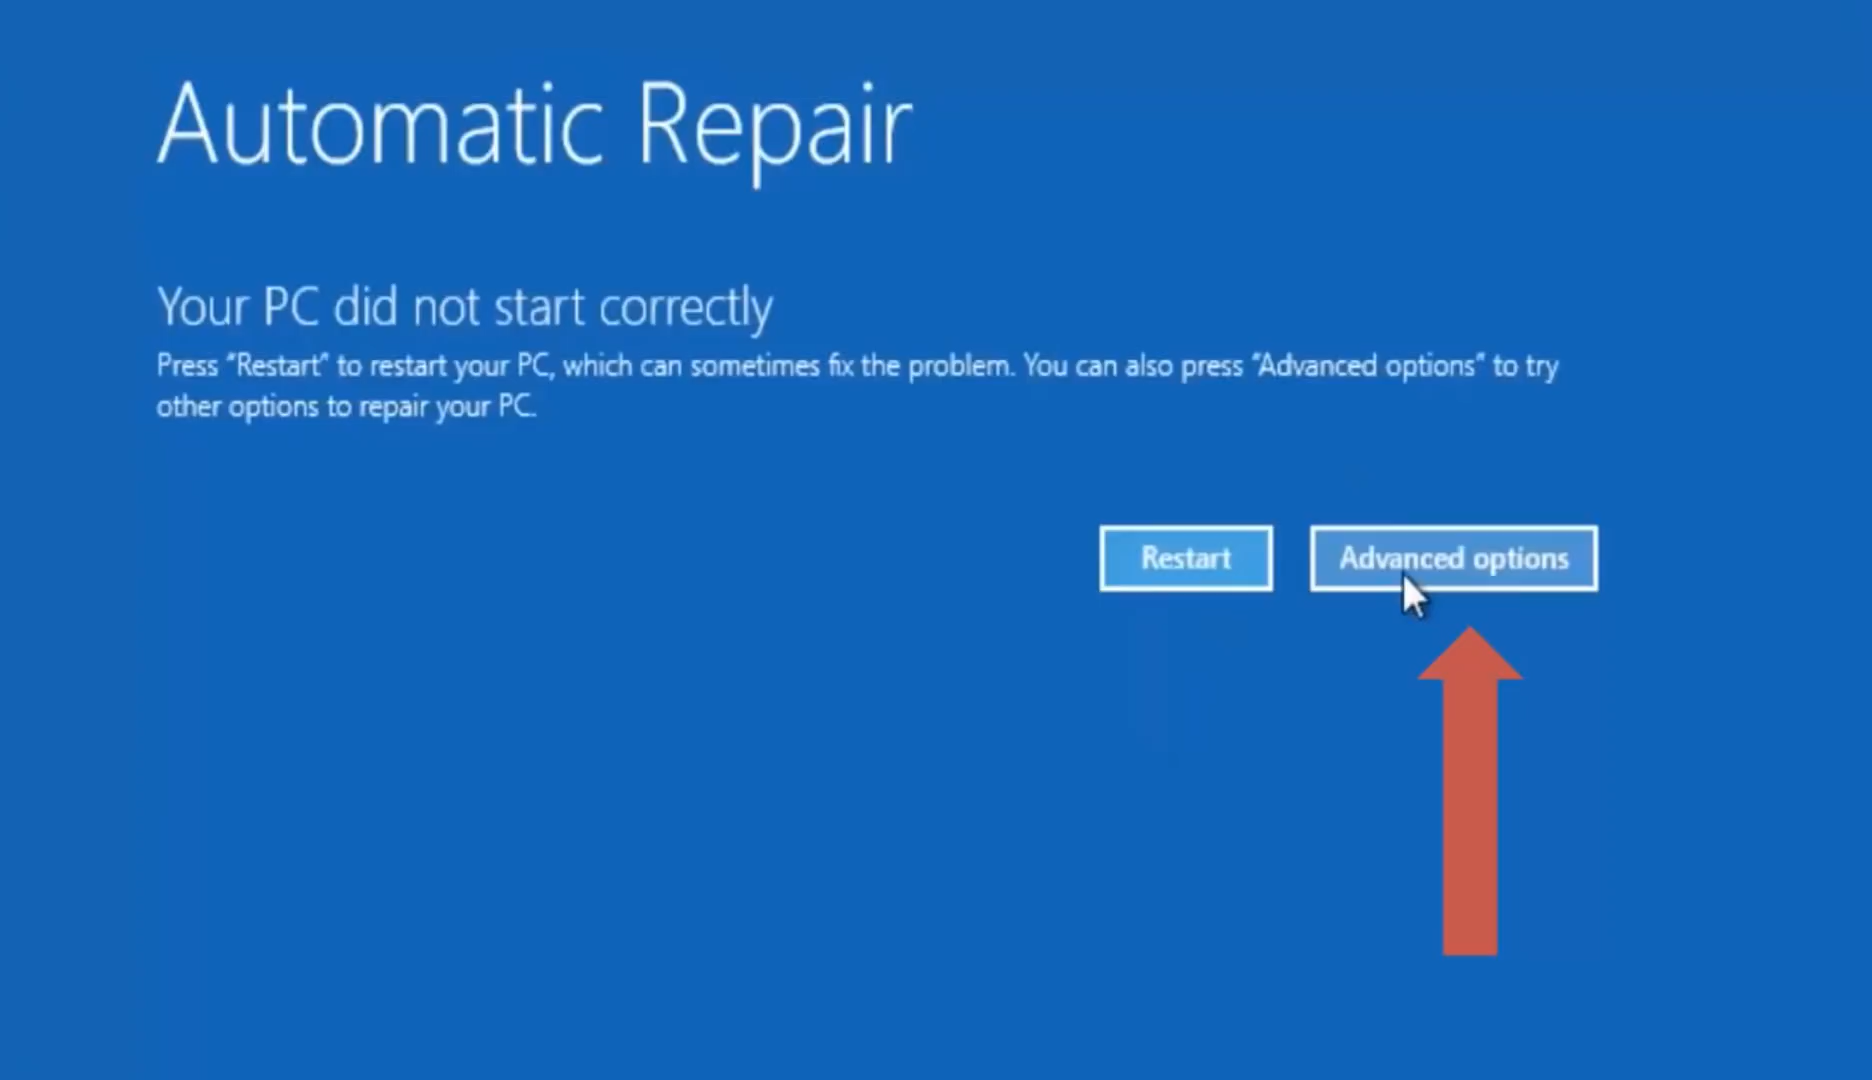 Automatic Repair
Your PC did not start correctly
Press “Restart” to restart your PC, which can sometimes fix the problem. You can also press “Advanced options” to try
other options to repair your PC.
Restart
Advanced options